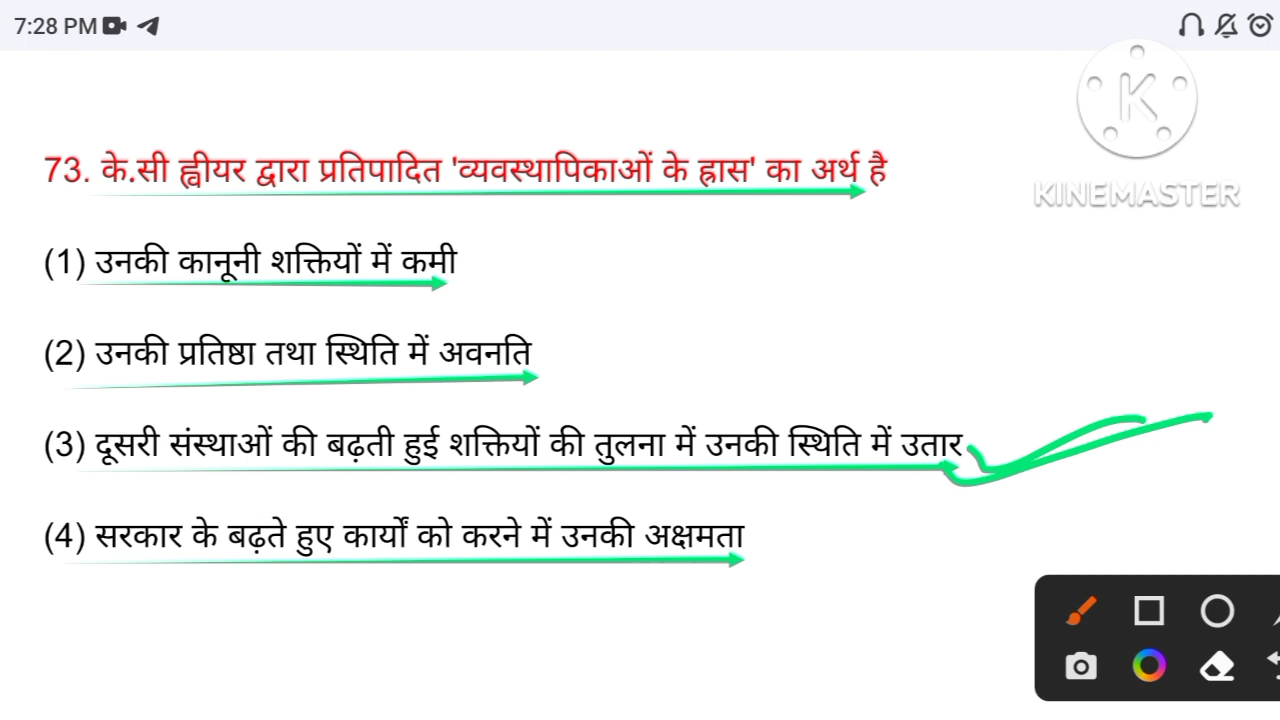 7:28 PM
KINEMASTER
73. के.सी ह्वीयर द्वारा प्रतिपादित 'व्यवस्थापिकाओं के ह्रास' का अर्थ है
(1) उनकी कानूनी शक्तियों में कमी
(2) उनकी प्रतिष्ठा तथा स्थिति में अवनति
(3) दूसरी संस्थाओं की बढ़ती हुई शक्तियों की तुलना में उनकी स्थिति में उतार
(4) सरकार के बढ़ते हुए कार्यों को करने में उनकी अक्षमता